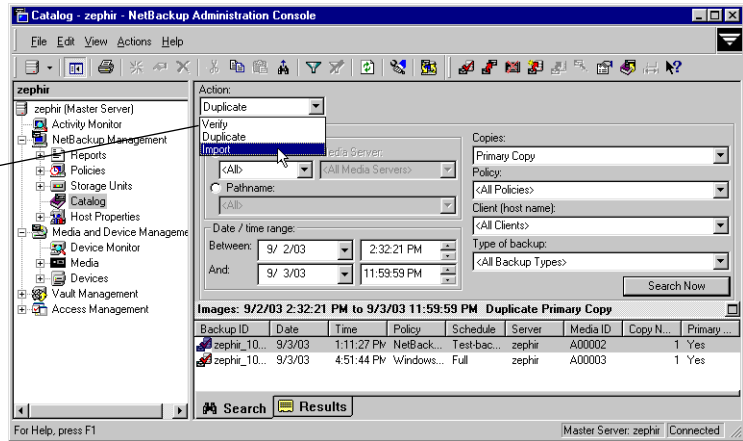 Catalog - zephir - NetBackup Administration Console
File Edit View Actions Help
zephir
zephir (Master Server)
Activity Monitor
NetBackup Management
Reports
Policies
Storage Units
Catalog
Host Properties
Media and Device Manageme
Device Monitor
Media
Devices
Vault Management
Access Management
Action:
Duplicate
Verify
Duplicate
Import
Media Server:
<All> <All Media Servers>
Pathname:
<All>
Date / time range:
Between: 9/ 2/03 2:32:21 PM
And: 9/ 3/03 11:59:59 PM
Copies:
Primary Copy
Policy:
<All Policies>
Client (host name):
<All Clients>
Type of backup:
<All Backup Types>
Search Now
Images: 9/2/03 2:32:21 PM to 9/3/03 11:59:59 PM Duplicate Primary Copy
Backup ID Date Time Policy Schedule Server Media ID Copy N... Primary ...
zephir_10... 9/3/03 1:11:27 PM NetBack... Test-bac... zephir A00002 1 Yes
zephir_10... 9/3/03 4:51:44 PM Windows... Full zephir A00003 1 Yes
Search Results
For Help, press F1
Master Server: zephir Connected